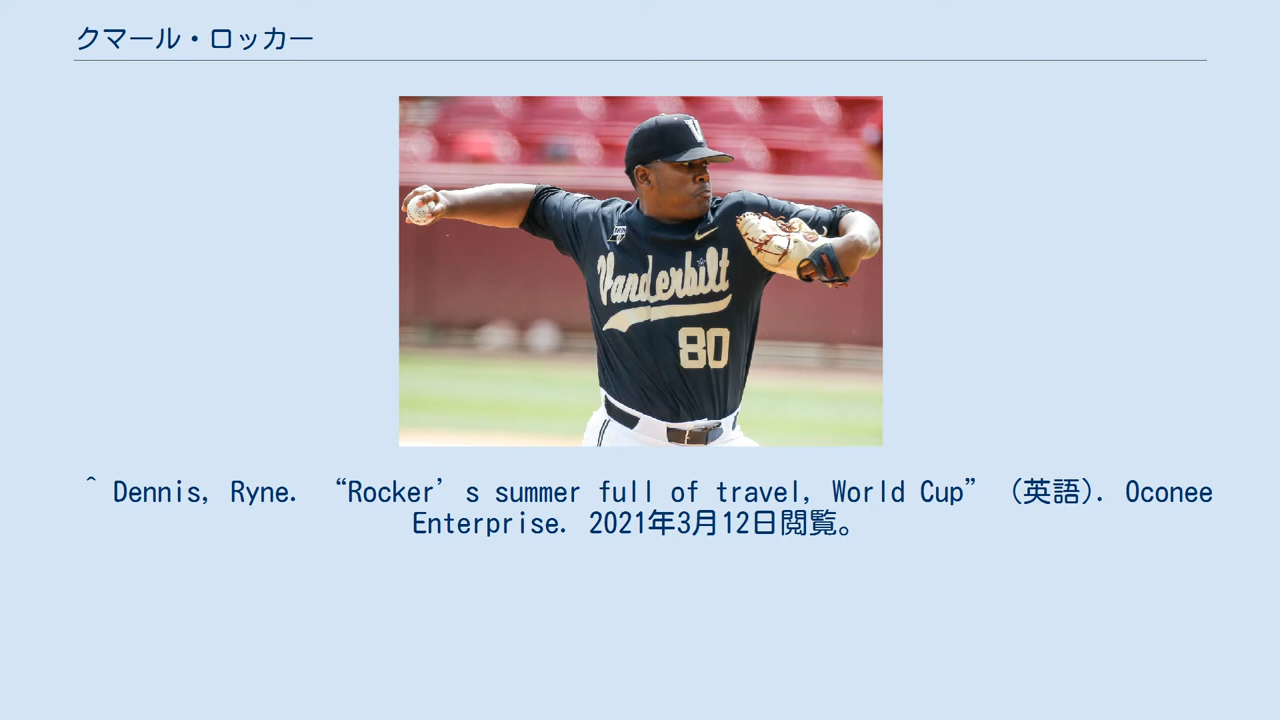 クマール・ロッカー
V
Vanderbilt
80
^ Dennis, Ryne. “Rocker’s summer full of travel, World Cup” (英語). Oconee
Enterprise. 2021年3月12日閲覧。